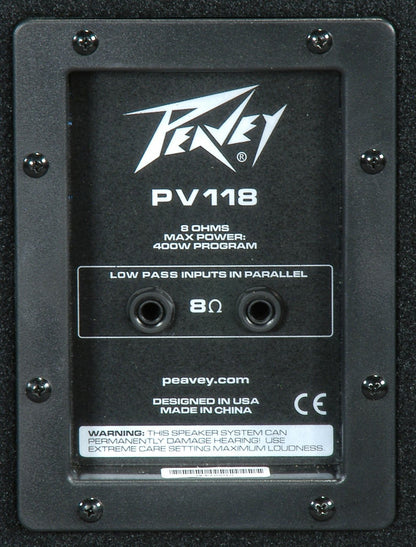 PEAVEY®
PV118
8 OHMS
MAX POWER:
400W PROGRAM
LOW PASS INPUTS IN PARALLEL
8Ω
peavey.com
DESIGNED IN USA
MADE IN CHINA
CE
WARNING: THIS SPEAKER SYSTEM CAN
PERMANENTLY DAMAGE HEARING! USE
EXTREME CARE SETTING MAXIMUM LOUDNESS.